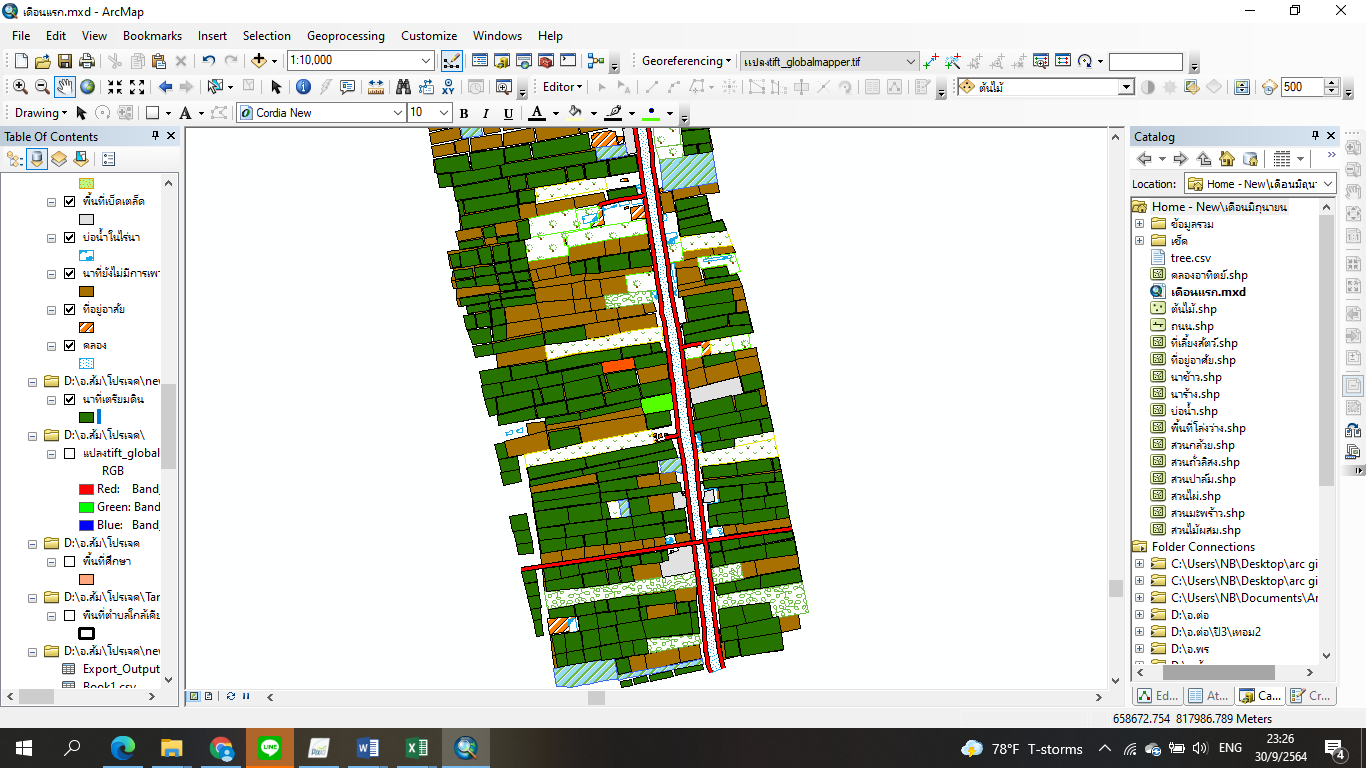 เดือนแรก.mxd - ArcMap
File Edit View Bookmarks Insert Selection Geoprocessing Customize Windows Help
1:10,000 Georeferencing แปลงtift_globalmapper.tif
Editor ต้นไม้ 500
Drawing A Cordia New 10 B I U A
Table Of Contents
พื้นที่เบ็ดเตล็ด
บ่อน้ำในไร่นา
นาที่ยังไม่มีการเพา
ที่อยู่อาศัย
คลอง
D:\อ.ส้ม\โปรเจค\new
นาที่เตรียมดิน
D:\อ.ส้ม\โปรเจค\
แปลงtift_global
RGB
Red: Band_
Green: Band
Blue: Band_
D:\อ.ส้ม\โปรเจค
พื้นที่ศึกษา
D:\อ.ส้ม\โปรเจค\Tar
พื้นที่ตำบลใกล้เคีย
D:\อ.ส้ม\โปรเจค\new
Export_Output
Book1.csv
Catalog
Location: Home - New\เดือนมิถุน
Home - New\เดือนมิถุนายน
ข้อมูลรวม
เช็ค
tree.csv
คลองอาทิตย์.shp
เดือนแรก.mxd
ต้นไม้.shp
ถนน.shp
ที่เลี้ยงสัตว์.shp
ที่อยู่อาศัย.shp
นาข้าว.shp
นาร้าง.shp
บ่อน้ำ.shp
พื้นที่โล่งว่าง.shp
สวนกล้วย.shp
สวนถั่วลิสง.shp
สวนปาล์ม.shp
สวนไผ่.shp
สวนมะพร้าว.shp
สวนไม้ผสม.shp
Folder Connections
C:\Users\NB\Desktop\arc gi
C:\Users\NB\Desktop\arc gi
C:\Users\NB\Documents\Ar
D:\อ.ต่อ
D:\อ.ต่อ\ปี3\เทอม2
D:\อ.พร
Ed... At... Ca... Cr...
658672.754 817986.789 Meters
LINE 78°F T-storms ENG 23:26
30/9/2564 4